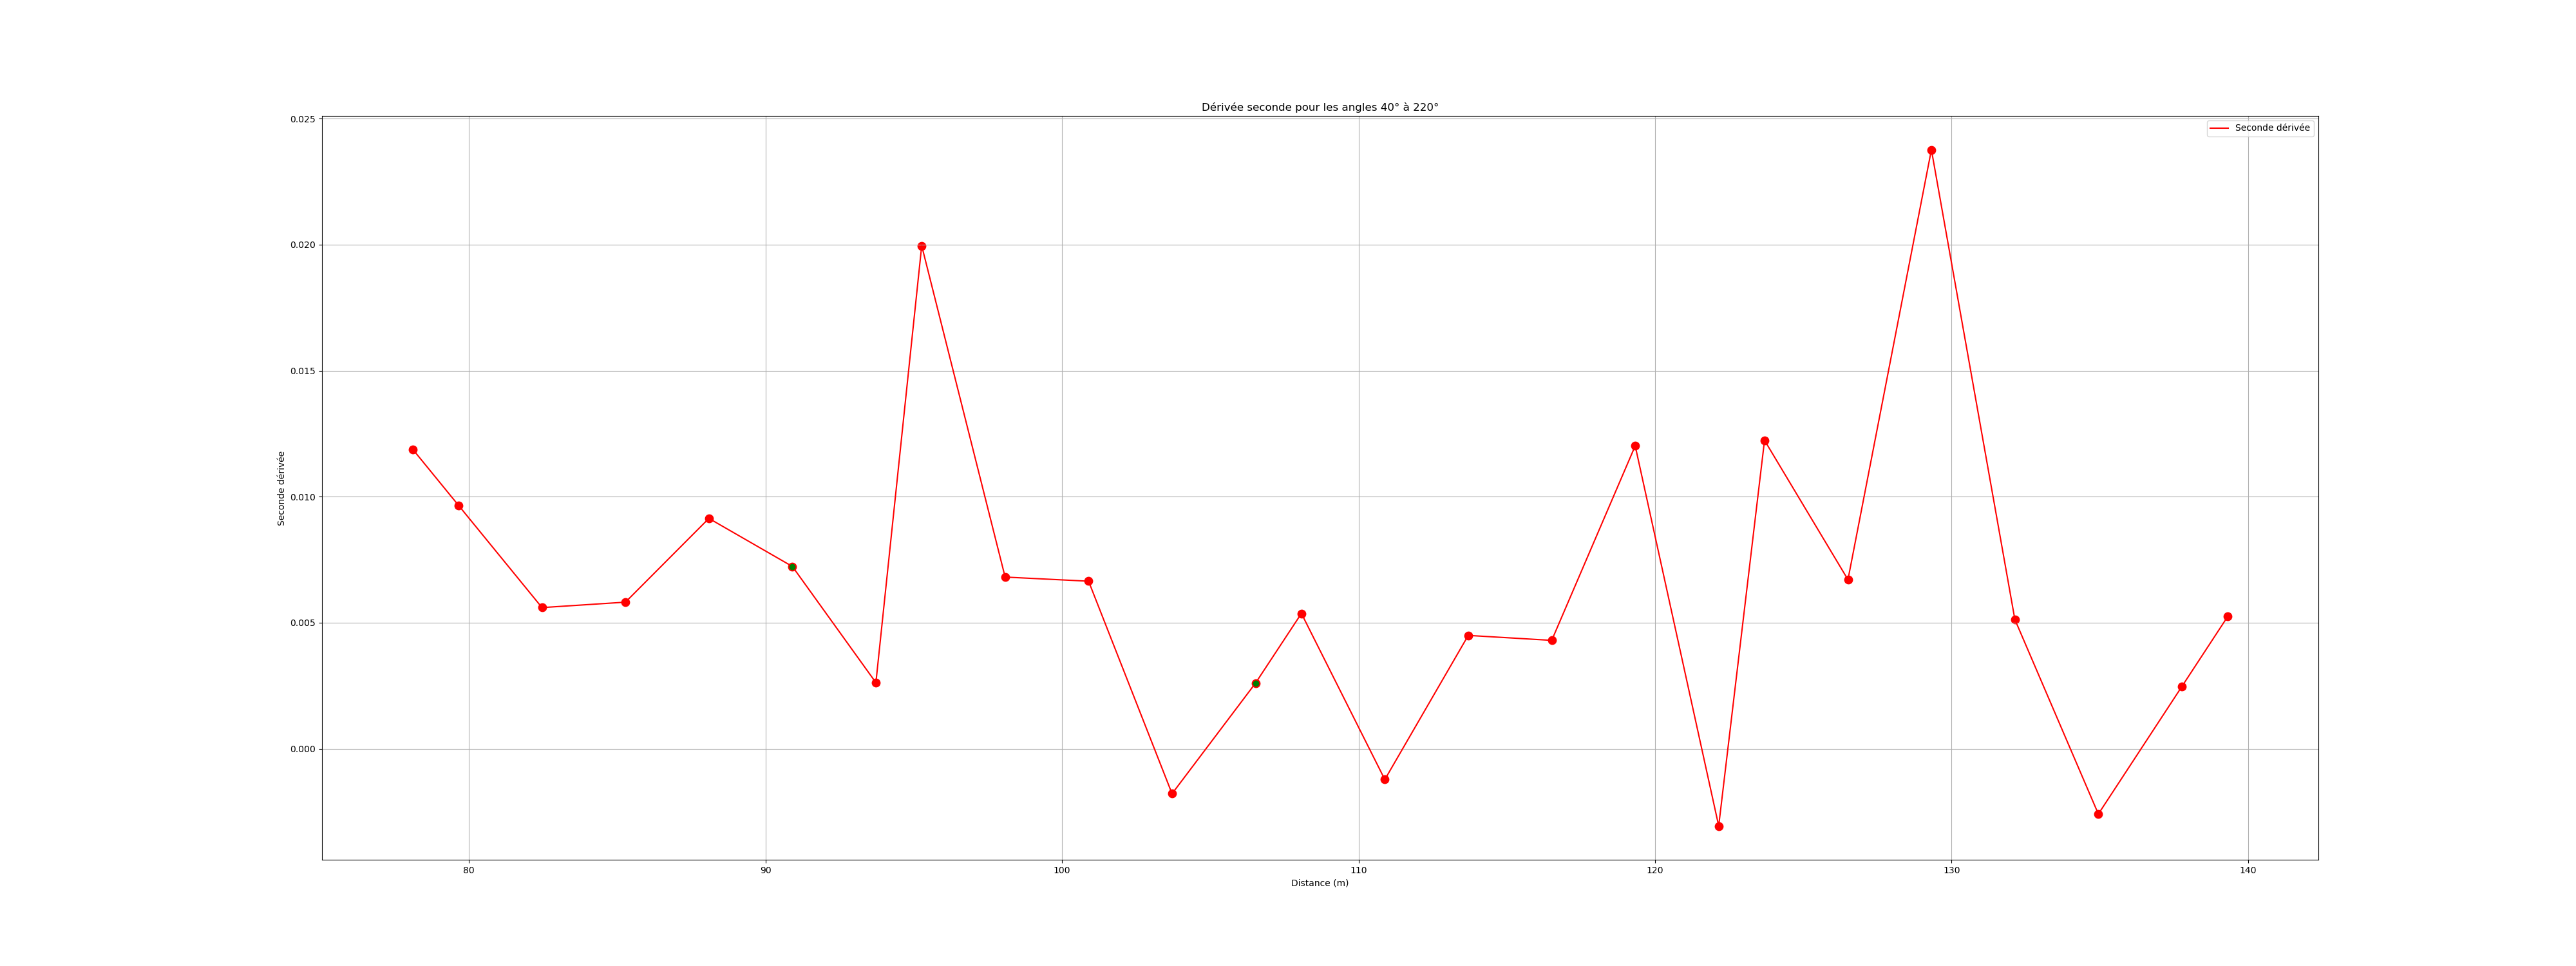 Dérivée seconde pour les angles 40° à 220°
Seconde dérivée
0.025
0.020
0.015
0.010
0.005
0.000
Seconde dérivée
80 90 100 110 120 130 140
Distance (m)